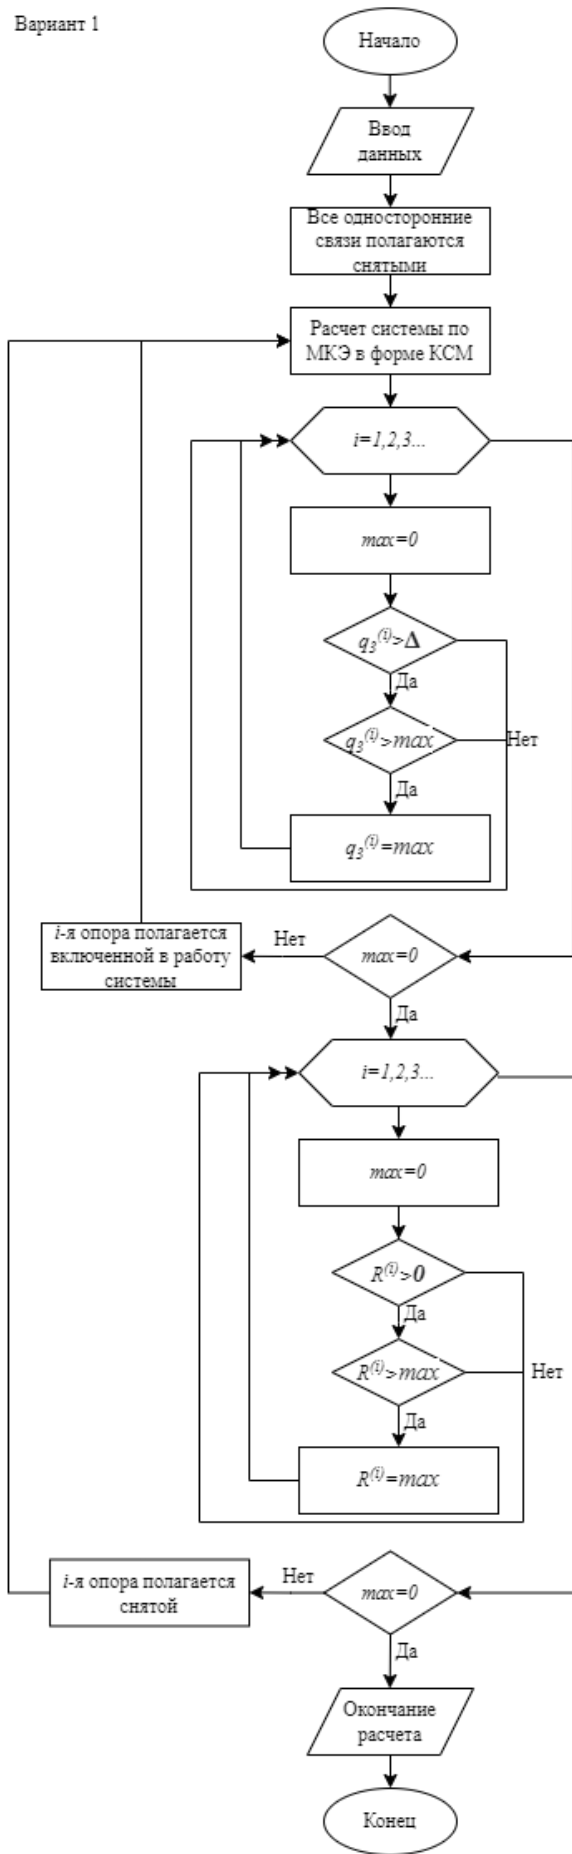 Вариант 1
Начало
Ввод
данных
Все односторонние
связи полагаются
снятыми
Расчет системы по
МКЭ в форме КСМ
i=1,2,3...
max=0
q₃⁽ⁱ⁾>Δ
Да
q₃⁽ⁱ⁾>max
Нет
Да
q₃⁽ⁱ⁾=max
i-я опора полагается
включенной в работу
системы
Нет
max=0
Да
i=1,2,3...
max=0
R⁽ⁱ⁾>0
Да
R⁽ⁱ⁾>max
Нет
Да
R⁽ⁱ⁾=max
i-я опора полагается
снятой
Нет
max=0
Да
Окончание
расчета
Конец